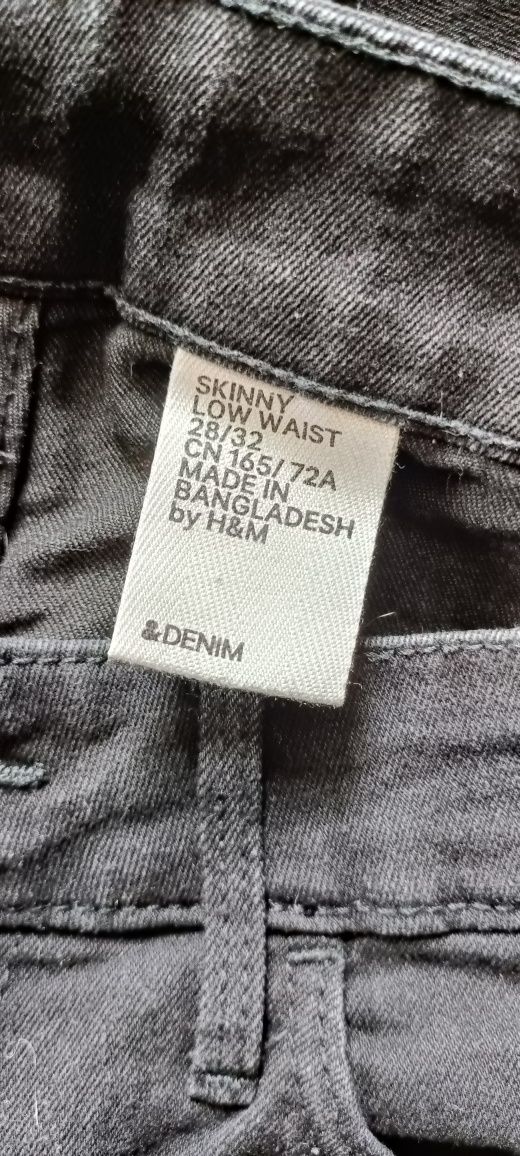 SKINNY
LOW WAIST
28/32
CN 165/72A
MADE IN
BANGLADESH
by H&M
&DENIM